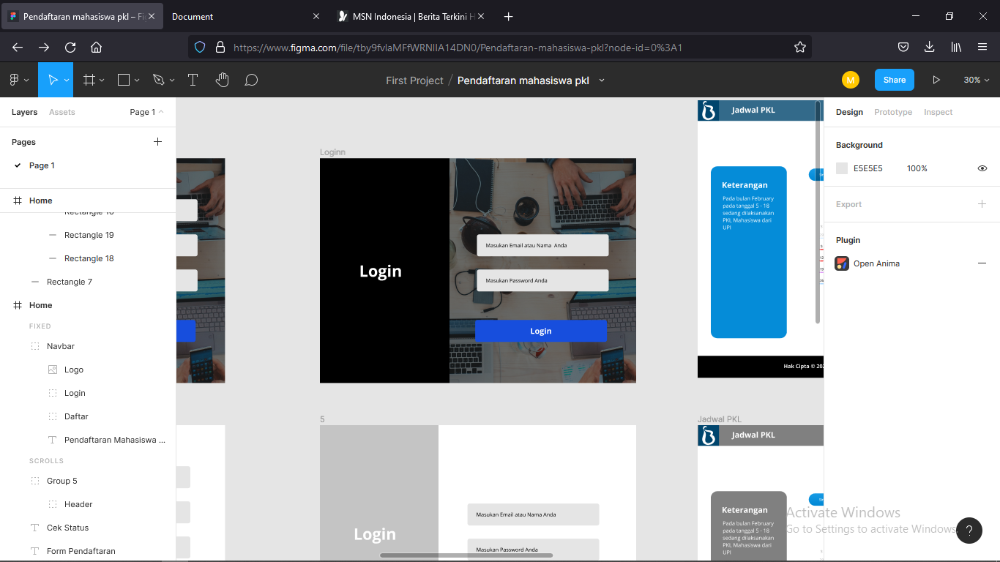 Pendaftaran mahasiswa pkl – Fi
Document
MSN Indonesia | Berita Terkini H
https://www.figma.com/file/tby9fvlaMFfWRNIIA14DN0/Pendaftaran-mahasiswa-pkl?node-id=0%3A1
First Project / Pendaftaran mahasiswa pkl
M
Share
30%
Layers
Assets
Page 1
Pages
Page 1
Home
Rectangle 19
Rectangle 18
Rectangle 7
Home
FIXED
Navbar
Logo
Login
Daftar
Pendaftaran Mahasiswa ...
SCROLLS
Group 5
Header
Cek Status
Form Pendaftaran
Loginn
Login
Masukan Email atau Nama  Anda
Masukan Password Anda
Login
5
Login
Masukan Email atau Nama Anda
Masukan Password Anda
Jadwal PKL
Keterangan
Pada bulan February
pada tanggal 5 - 18
sedang dilaksanakan
PKL Mahasiswa dari
UPI
Hak Cipta © 202
Jadwal PKL
Jadwal PKL
Keterangan
Pada bulan February
pada tanggal 5 - 18
sedang dilaksanakan
PKL Mahasiswa dari
UPI
Design
Prototype
Inspect
Background
E5E5E5
100%
Export
Plugin
Open Anima
Activate Windows
Go to Settings to activate Windows.
?